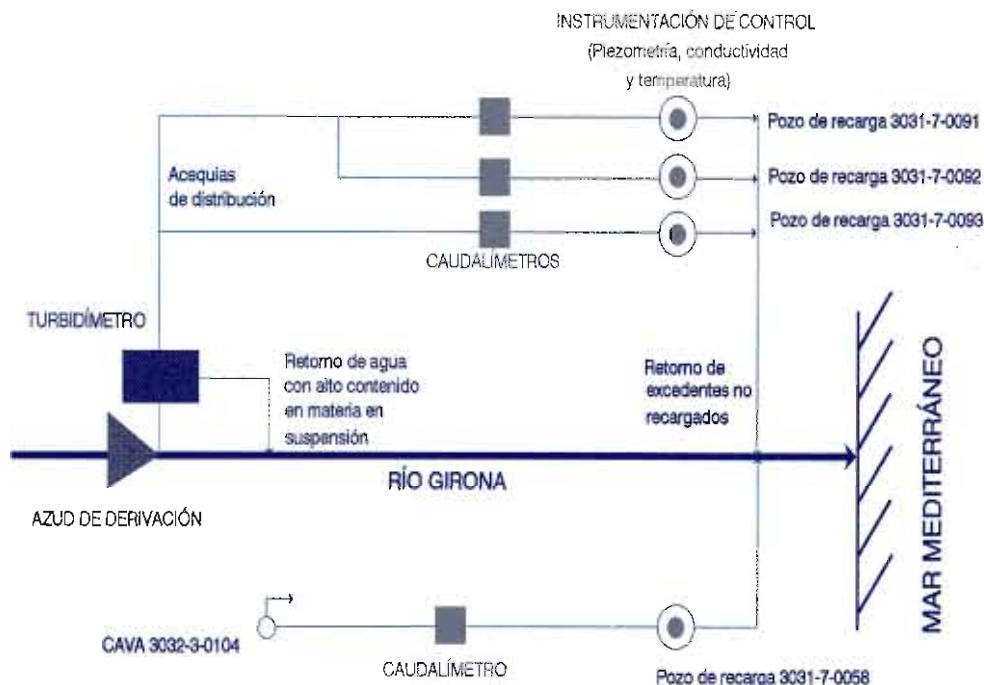 INSTRUMENTACIÓN DE CONTROL
(Piezometría, conductividad
y temperatura)
Pozo de recarga 3031-7-0091
Acequias
de distribución
Pozo de recarga 3031-7-0092
Pozo de recarga 3031-7-0093
CAUDALÍMETROS
TURBIDÍMETRO
Retorno de agua
con alto contenido
en materia en
suspensión
Retorno de
excedentes no
recargados
MAR MEDITERRÁNEO
RÍO GIRONA
AZUD DE DERIVACIÓN
CAVA 3032-3-0104
CAUDALÍMETRO
Pozo de recarga 3031-7-0058